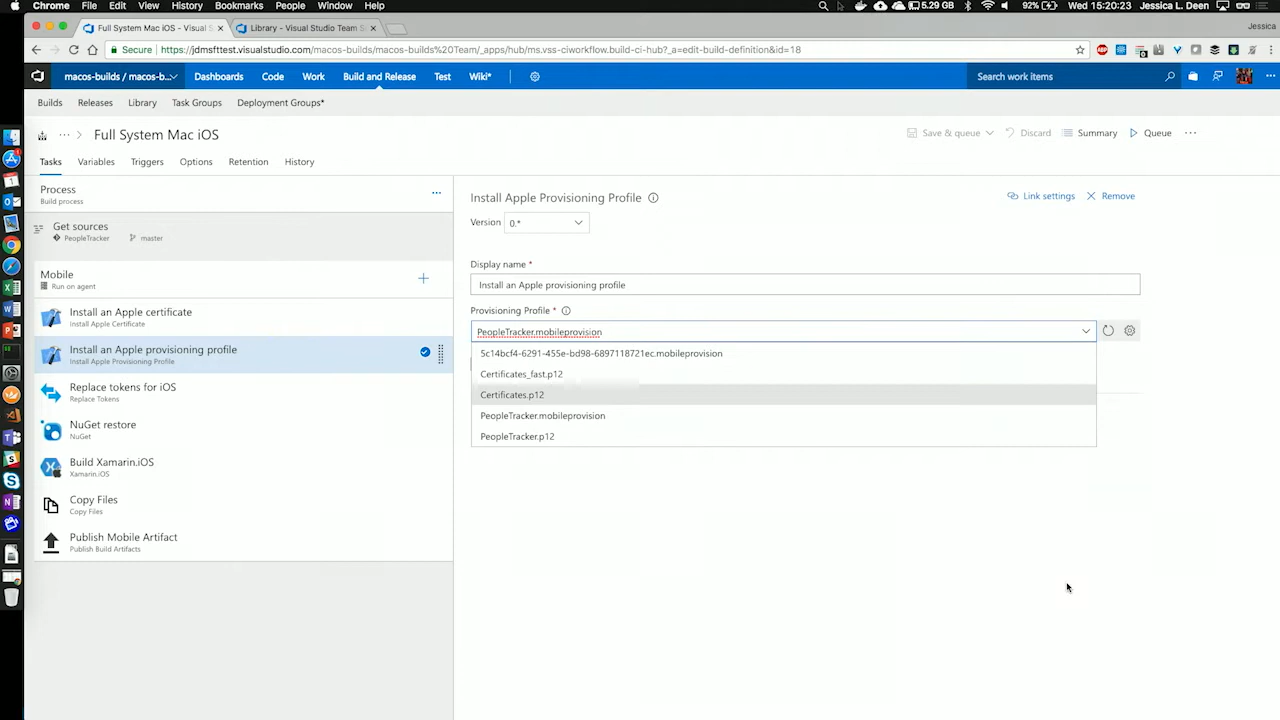 Chrome File Edit View History Bookmarks People Window Help 5.29 GB 92% Wed 15:20:23 Jessica L. Deen
Full System Mac iOS - Visual S Library - Visual Studio Team S Jessica
Secure https://jdmsfttest.visualstudio.com/macos-builds/macos-builds%20Team/_apps/hub/ms.vss-ciworkflow.build-ci-hub?_a=edit-build-definition&id=18
macos-builds / macos-b... Dashboards Code Work Build and Release Test Wiki* Search work items
Builds Releases Library Task Groups Deployment Groups*
... > Full System Mac iOS Save & queue Discard Summary Queue ...
Tasks Variables Triggers Options Retention History
Process
Build process
Get sources
PeopleTracker master
Mobile
Run on agent
Install an Apple certificate
Install Apple Certificate
Install an Apple provisioning profile
Install Apple Provisioning Profile
Replace tokens for iOS
Replace Tokens
NuGet restore
NuGet
Build Xamarin.iOS
Xamarin.iOS
Copy Files
Copy Files
Publish Mobile Artifact
Publish Build Artifacts
Install Apple Provisioning Profile Link settings Remove
Version 0.*
Display name *
Install an Apple provisioning profile
Provisioning Profile *
PeopleTracker.mobileprovision
5c14bcf4-6291-455e-bd98-6897118721ec.mobileprovision
Certificates_fast.p12
Certificates.p12
PeopleTracker.mobileprovision
PeopleTracker.p12